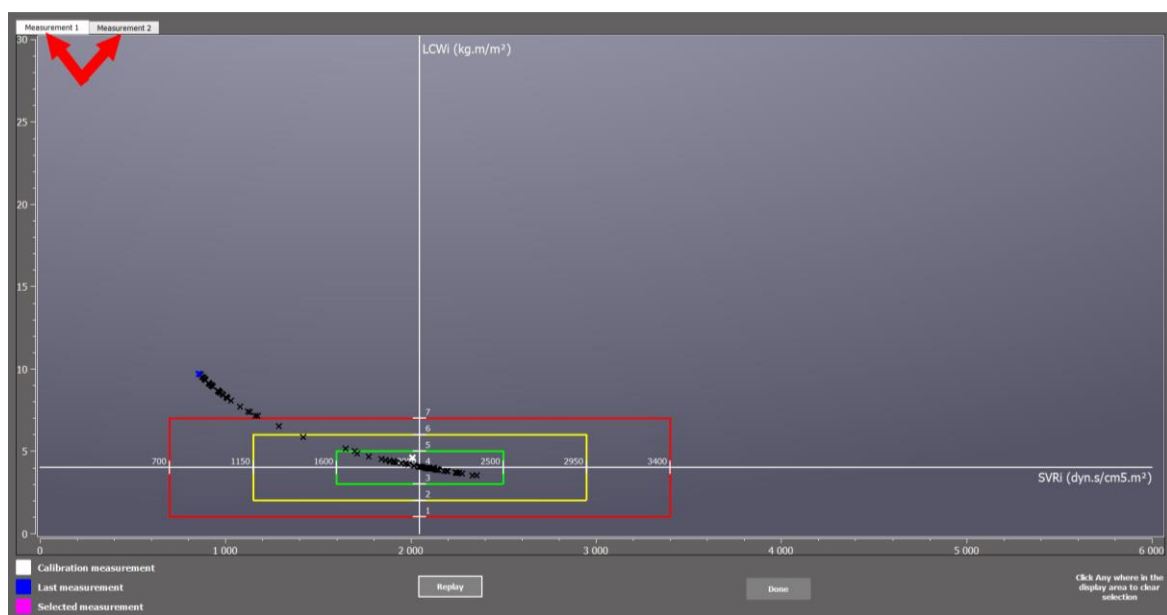 Measurement 1
Measurement 2
30
LCWi (kg.m/m²)
25
20
15
10
7
6
5
5
4
700
1150
1600
2500
2950
3400
SVRi (dyn.s/cm5.m²)
3
2
1
0
0
1 000
2 000
3 000
4 000
5 000
6 000
Calibration measurement
Last measurement
Selected measurement
Replay
Done
Click Any where in the
display area to clear
selection